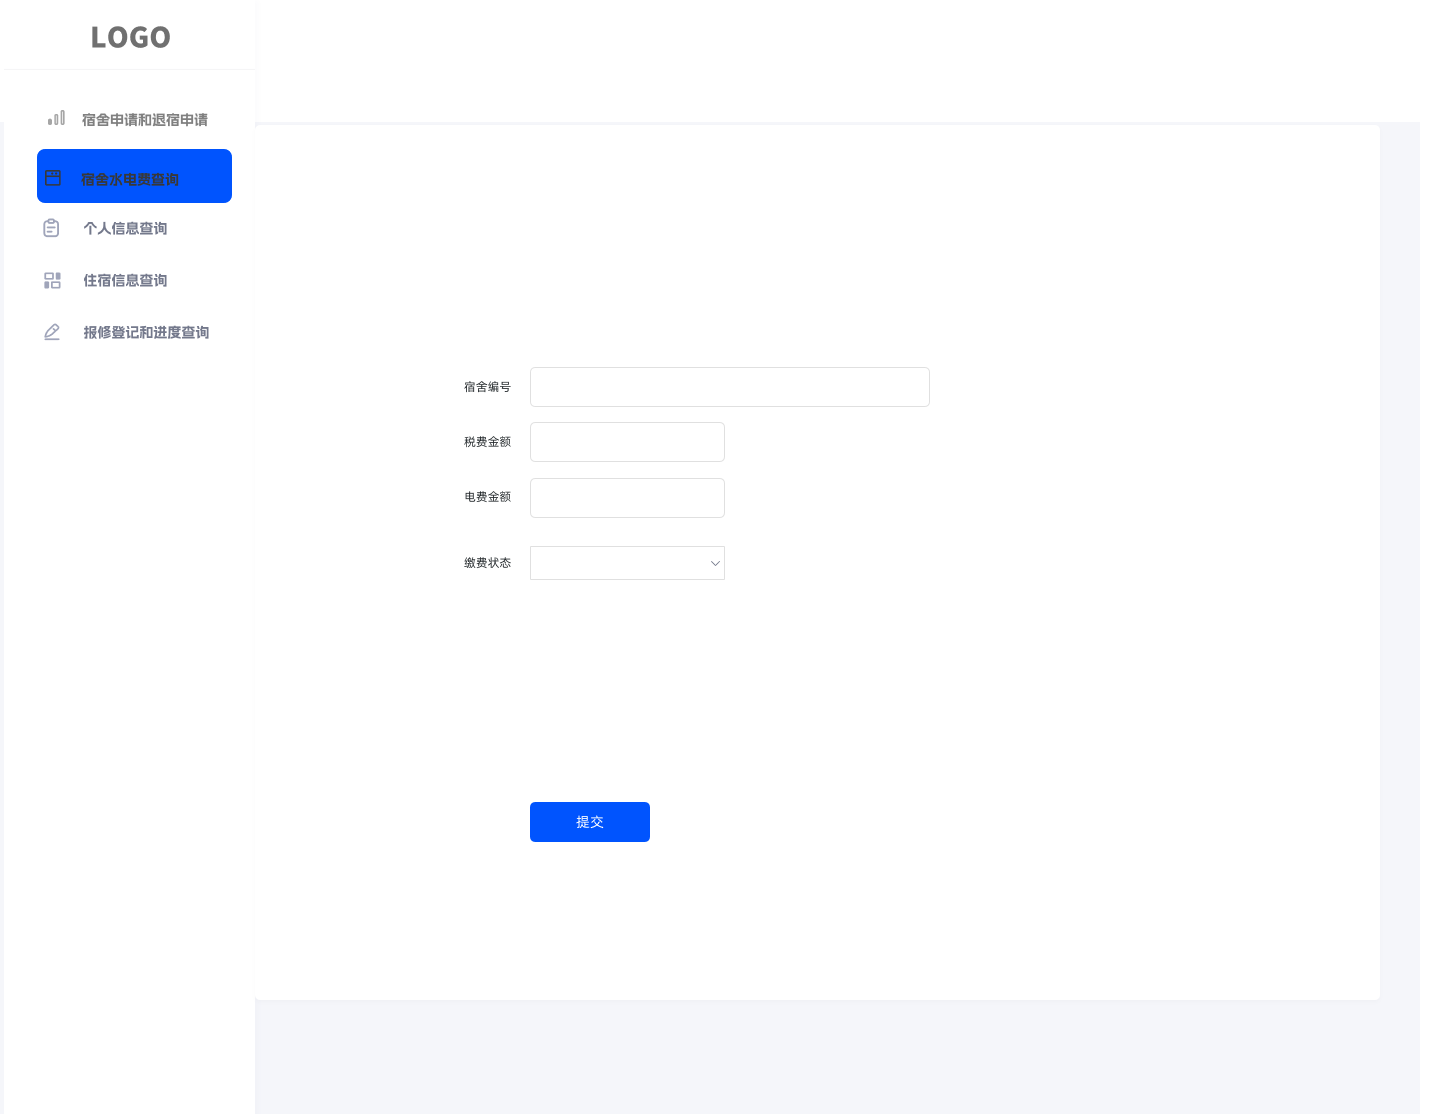 LOGO
宿舍申请和退宿申请
宿舍水电费查询
个人信息查询
住宿信息查询
报修登记和进度查询
宿舍编号
税费金额
电费金额
缴费状态
提交